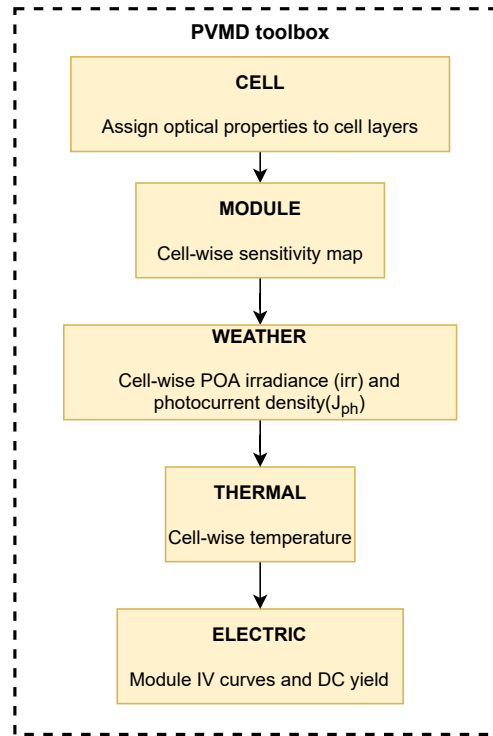 PVMD toolbox
CELL
Assign optical properties to cell layers
MODULE
Cell-wise sensitivity map
WEATHER
Cell-wise POA irradiance (irr) and
photocurrent density(Jph)
THERMAL
Cell-wise temperature
ELECTRIC
Module IV curves and DC yield